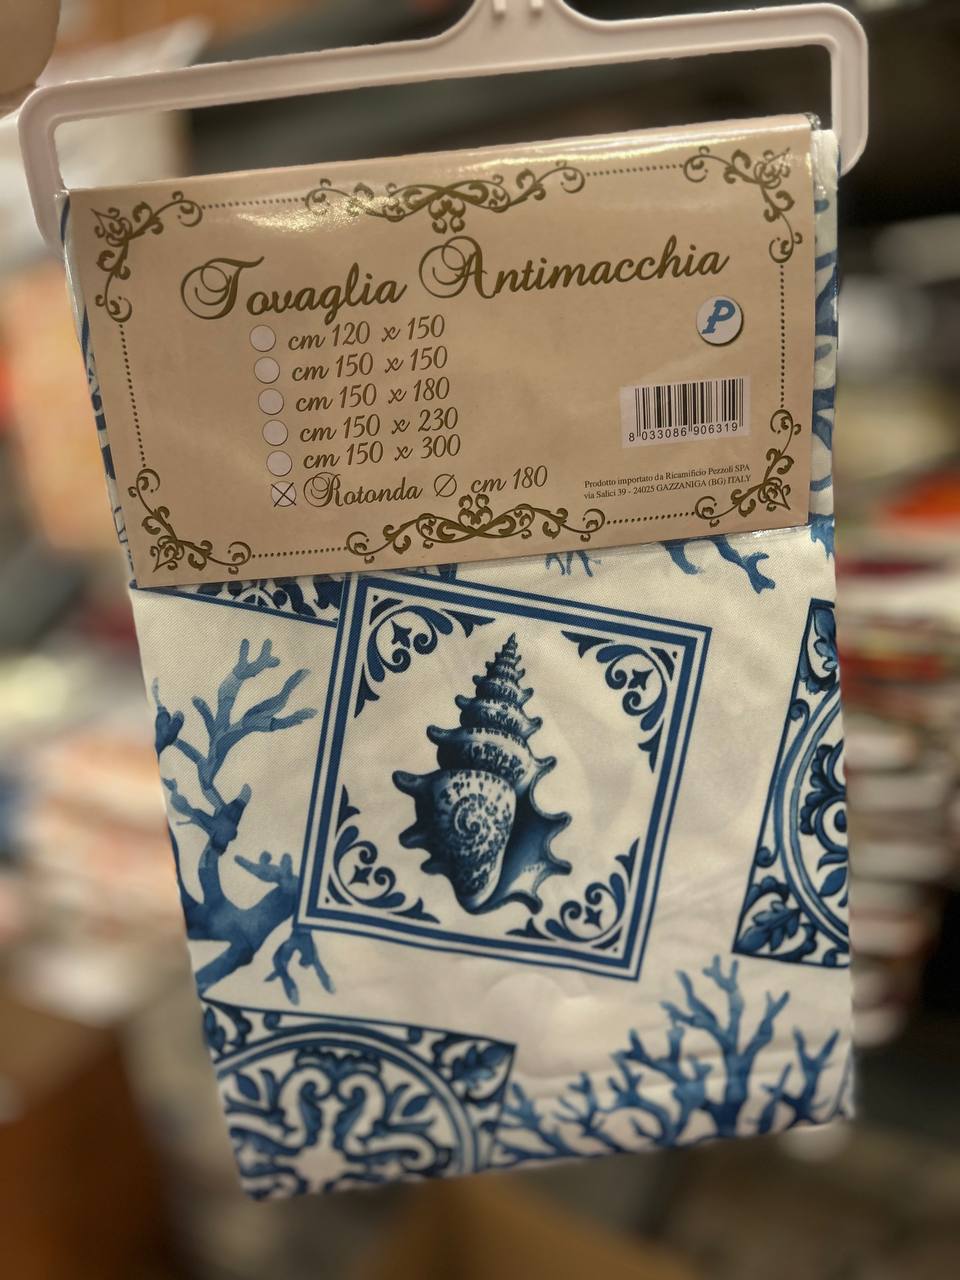 Tovaglia Antimacchia
cm 120 x 150
cm 150 x 150
cm 150 x 180
cm 150 x 230
cm 150 x 300
Rotonda Ø cm 180
P
8 033086 906319
Prodotto importato da Ricamificio Pezzoli SPA
via Salici 39 - 24025 GAZZANIGA (BG) ITALY